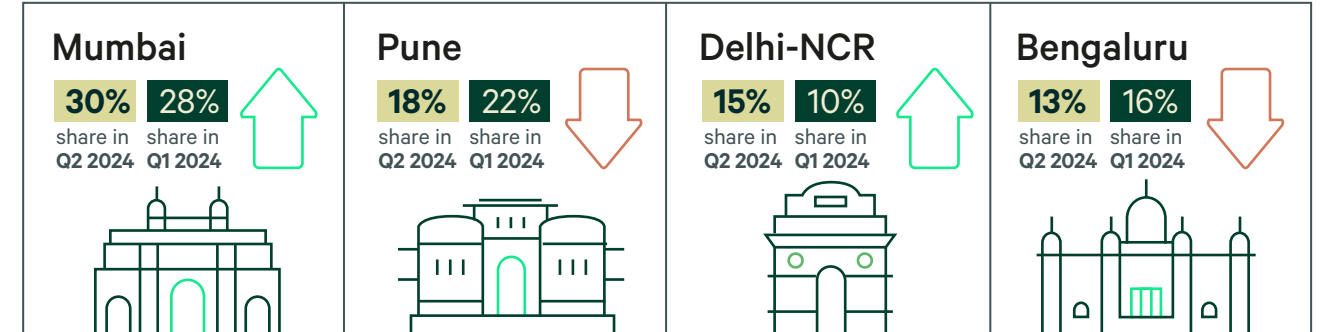 Mumbai
30% 28%
share in share in
Q2 2024 Q1 2024
Pune
18% 22%
share in share in
Q2 2024 Q1 2024
Delhi-NCR
15% 10%
share in share in
Q2 2024 Q1 2024
Bengaluru
13% 16%
share in share in
Q2 2024 Q1 2024